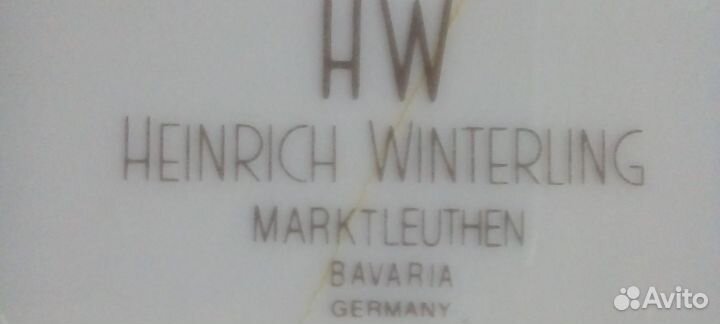 HW
HEINRICH WINTERLING
MARKTLEUTHEN
BAVARIA
GERMANY
Avito